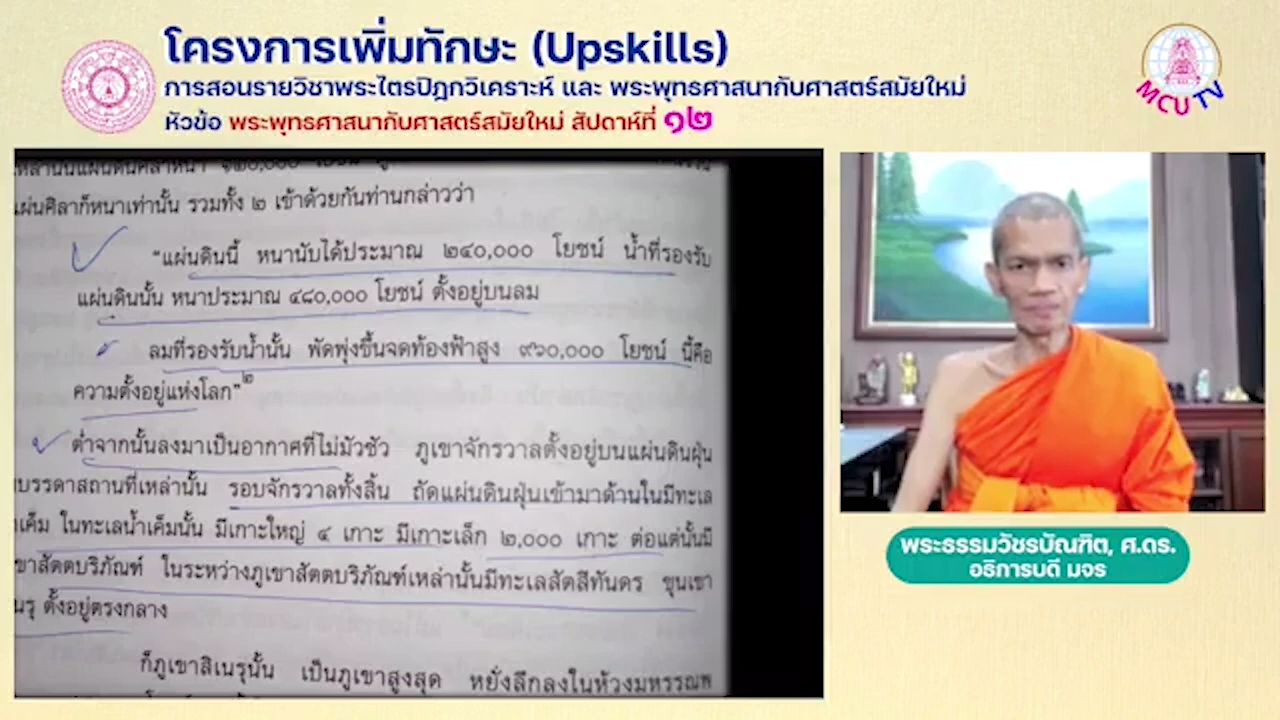 โครงการเพิ่มทักษะ (Upskills)
การสอนรายวิชาพระไตรปิฎกวิเคราะห์ และ พระพุทธศาสนากับศาสตร์สมัยใหม่
หัวข้อ พระพุทธศาสนากับศาสตร์สมัยใหม่ สัปดาห์ที่ ๑๒
MCU TV
แผ่นศิลาก็หนาเท่านั้น รวมทั้ง ๒ เข้าด้วยกันท่านกล่าวว่า
"แผ่นดินนี้ หนานับได้ประมาณ ๒๔๐,๐๐๐ โยชน์ น้ำที่รองรับ
แผ่นดินนั้น หนาประมาณ ๔๘๐,๐๐๐ โยชน์ ตั้งอยู่บนลม
ลมที่รองรับน้ำนั้น พัดพุ่งขึ้นจดท้องฟ้าสูง ๙๖๐,๐๐๐ โยชน์ นี้คือ
ความตั้งอยู่แห่งโลก"๒
ต่ำจากนั้นลงมาเป็นอากาศที่ไม่มัวซัว ภูเขาจักรวาลตั้งอยู่บนแผ่นดินฝุ่น
บรรดาสถานที่เหล่านั้น รอบจักรวาลทั้งสิ้น ถัดแผ่นดินฝุ่นเข้ามาด้านในมีทะเล
เค็ม ในทะเลน้ำเค็มนั้น มีเกาะใหญ่ ๔ เกาะ มีเกาะเล็ก ๒,๐๐๐ เกาะ ต่อแต่นั้นมี
ขาสัตตบริภัณฑ์ ในระหว่างภูเขาสัตตบริภัณฑ์เหล่านั้นมีทะเลสัตสีทันดร ขุนเขา
นรุ ตั้งอยู่ตรงกลาง
ก็ภูเขาสิเนรุนั้น เป็นภูเขาสูงสุด หยั่งลึกลงในห้วงมหรรณพ
พระธรรมวัชรบัณฑิต, ศ.ดร.
อธิการบดี มจร